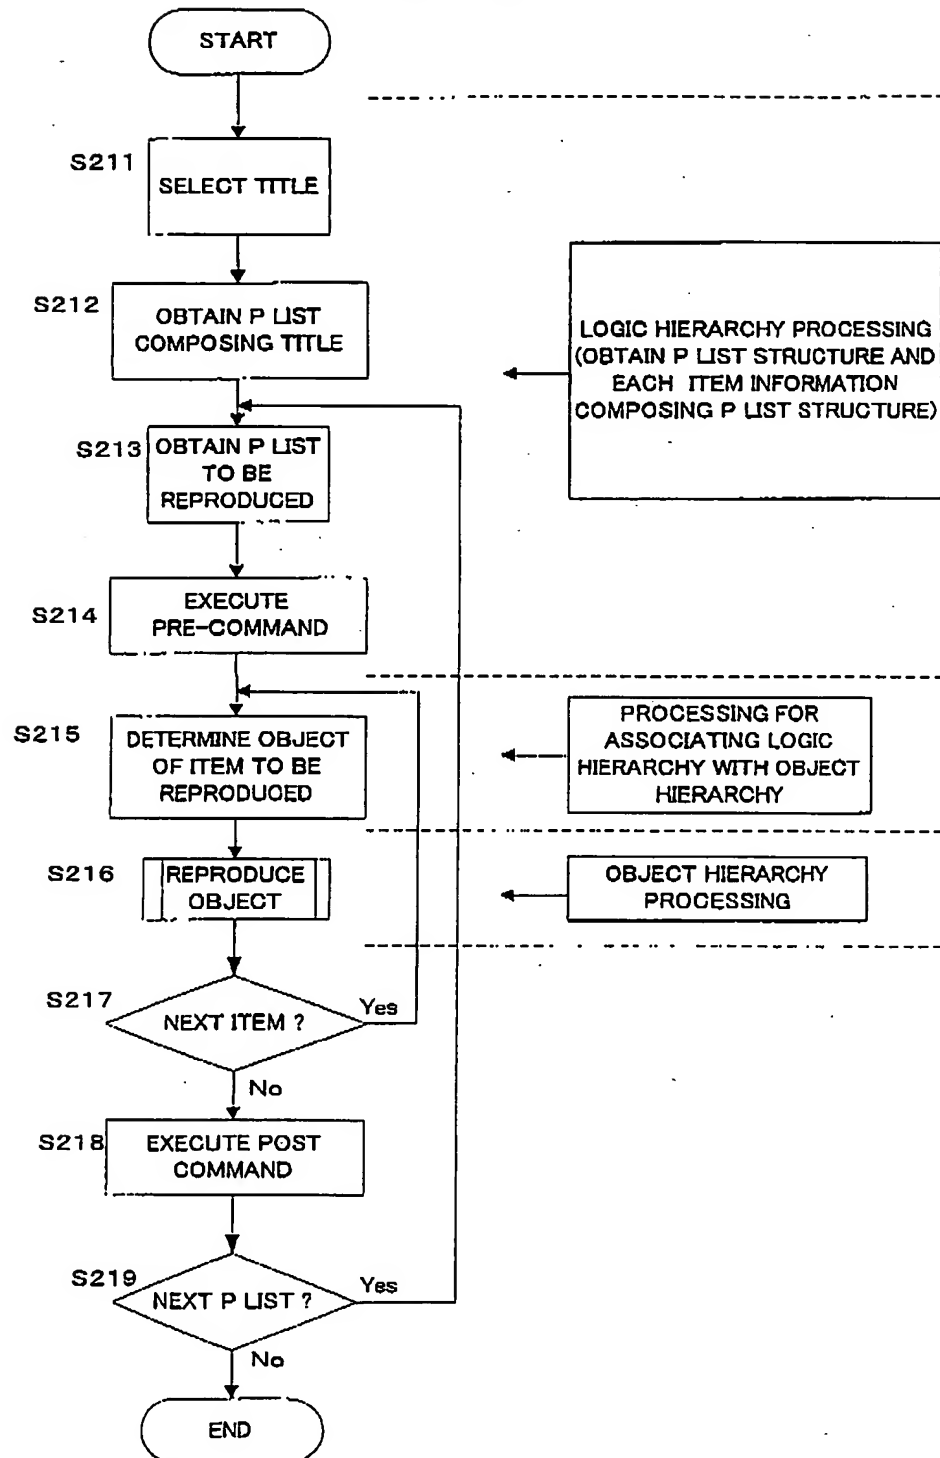 START
S211
SELECT TITLE
S212
OBTAIN P LIST
COMPOSING TITLE
LOGIC HIERARCHY PROCESSING
(OBTAIN P LIST STRUCTURE AND
EACH ITEM INFORMATION
COMPOSING P LIST STRUCTURE)
S213
OBTAIN P LIST
TO BE
REPRODUCED
S214
EXECUTE
PRE-COMMAND
S215
DETERMINE OBJECT
OF ITEM TO BE
REPRODUCED
PROCESSING FOR
ASSOCIATING LOGIC
HIERARCHY WITH OBJECT
HIERARCHY
S216
REPRODUCE
OBJECT
OBJECT HIERARCHY
PROCESSING
S217
NEXT ITEM ?
Yes
No
S218
EXECUTE POST
COMMAND
S219
NEXT P LIST ?
Yes
No
END